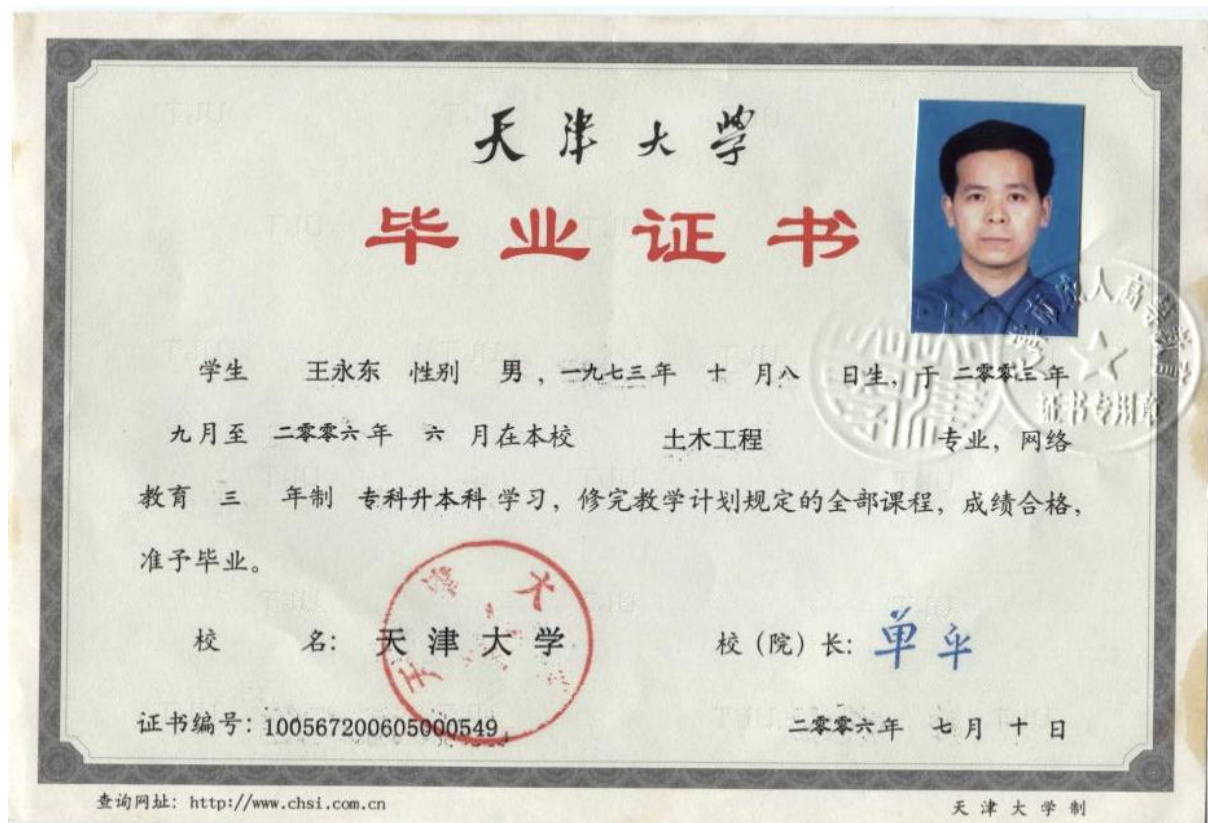 天津大学
毕业证书
学生 王永东 性别 男，一九七三年 十 月八 日生，于 二零零三年
九月至 二零零六年 六 月在本校 土木工程 专业，网络
教育 三 年制 专科升本科 学习，修完教学计划规定的全部课程，成绩合格，
准予毕业。
校 名：天津大学 校（院）长：单平
证书编号：100567200605000549
二零零六年 七月 十 日
查询网址：http://www.chsi.com.cn
天津大学制
证书专用章